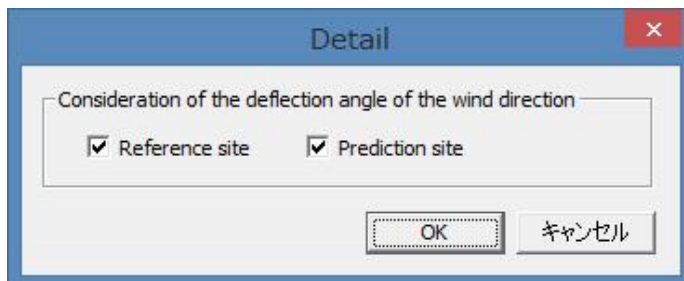 Detail
Consideration of the deflection angle of the wind direction
Reference site Prediction site
OK キャンセル